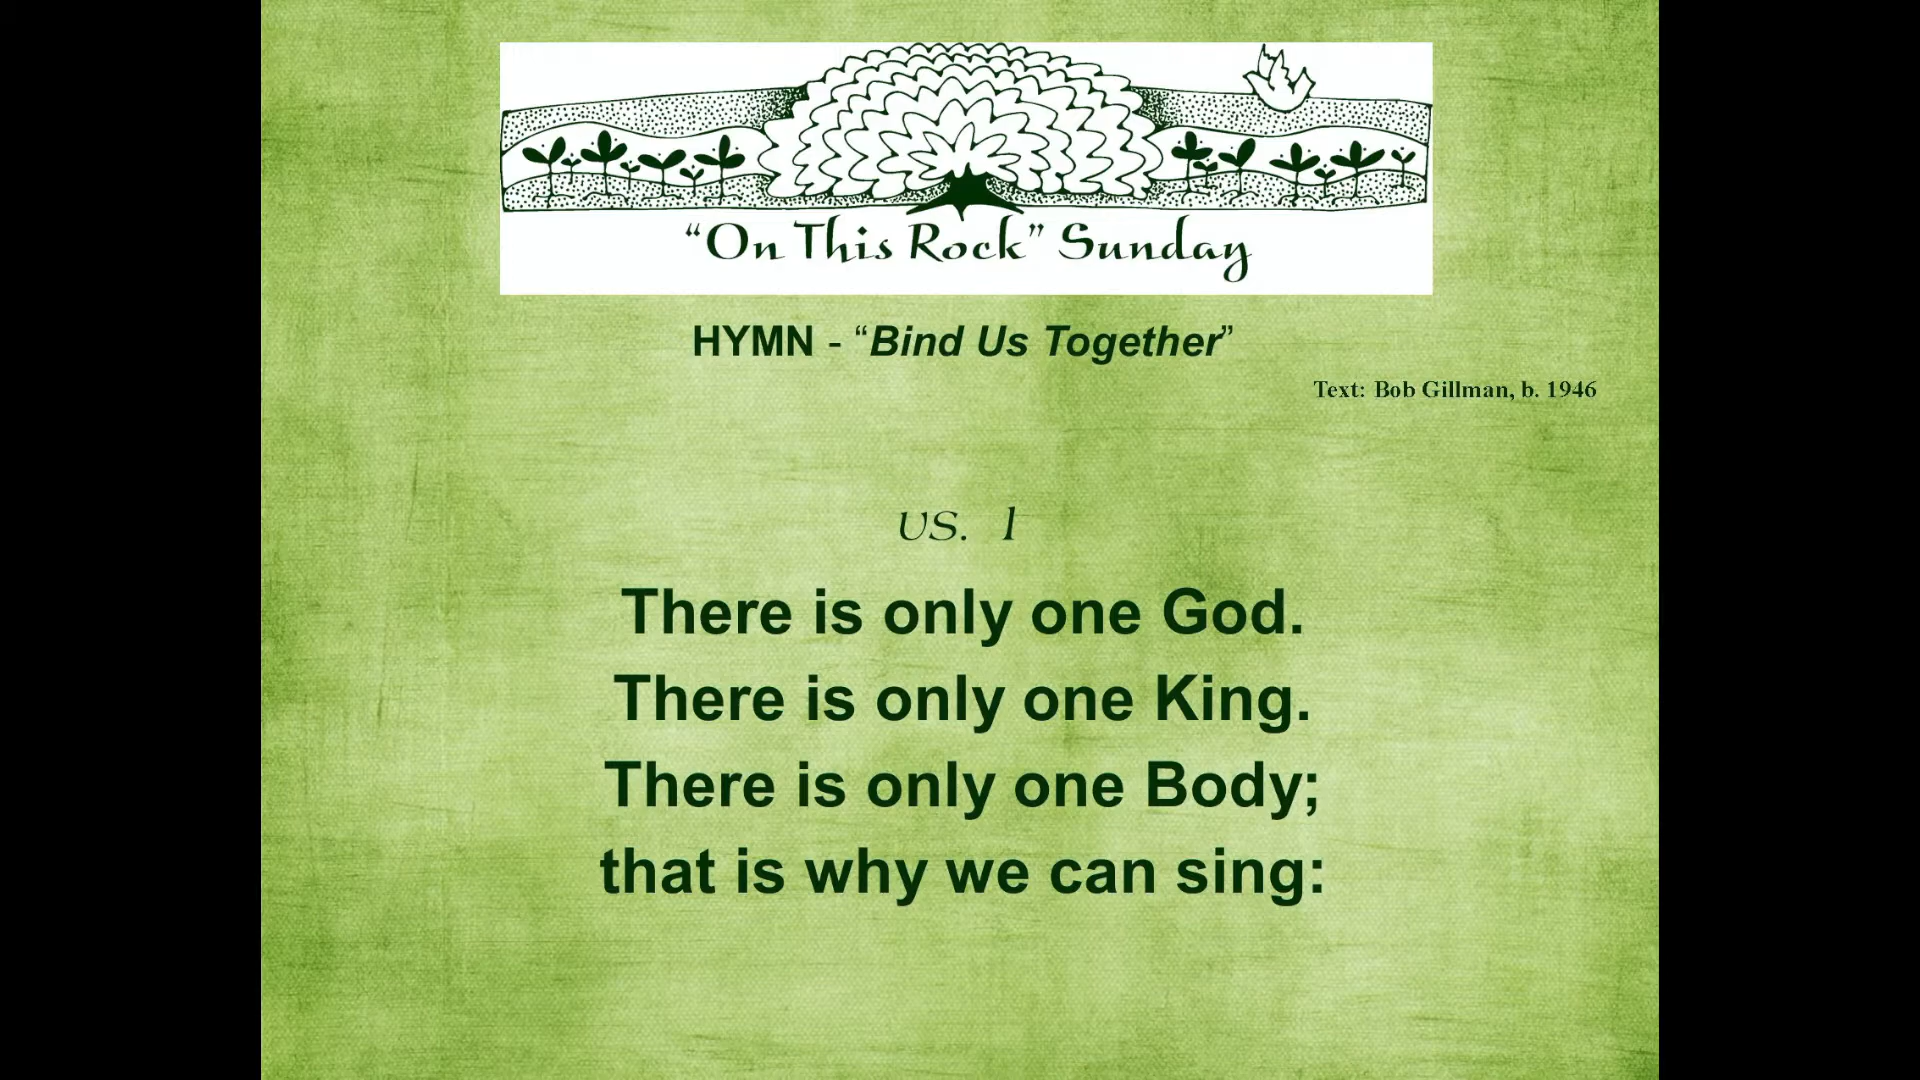 “On This Rock” Sunday
HYMN - “Bind Us Together”
Text: Bob Gillman, b. 1946
vs. 1
There is only one God.
There is only one King.
There is only one Body;
that is why we can sing: